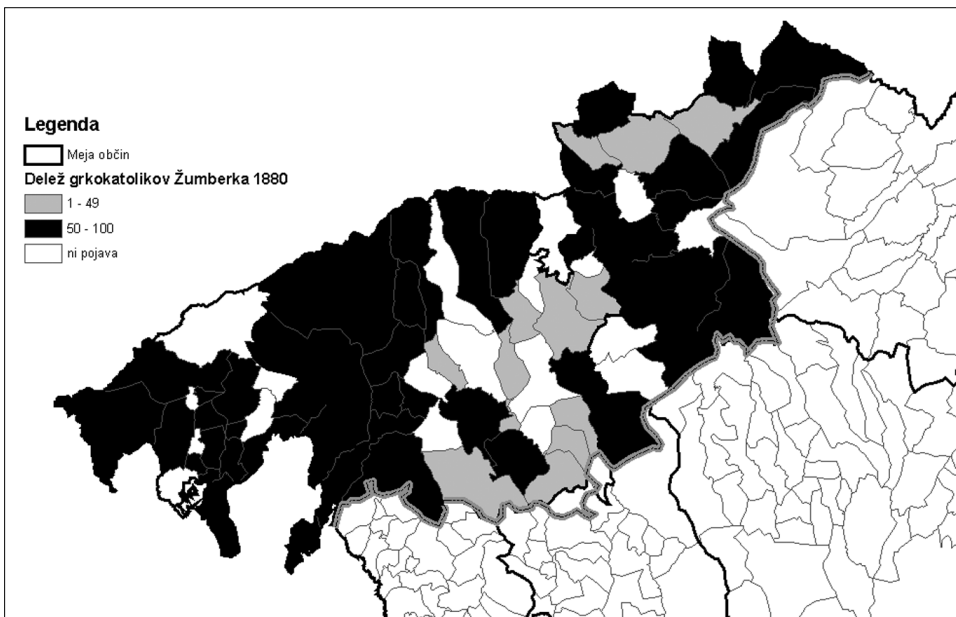 Legenda
Meja občin
Delež grkokatolikov Žumberka 1880
1 - 49
50 - 100
ni pojava